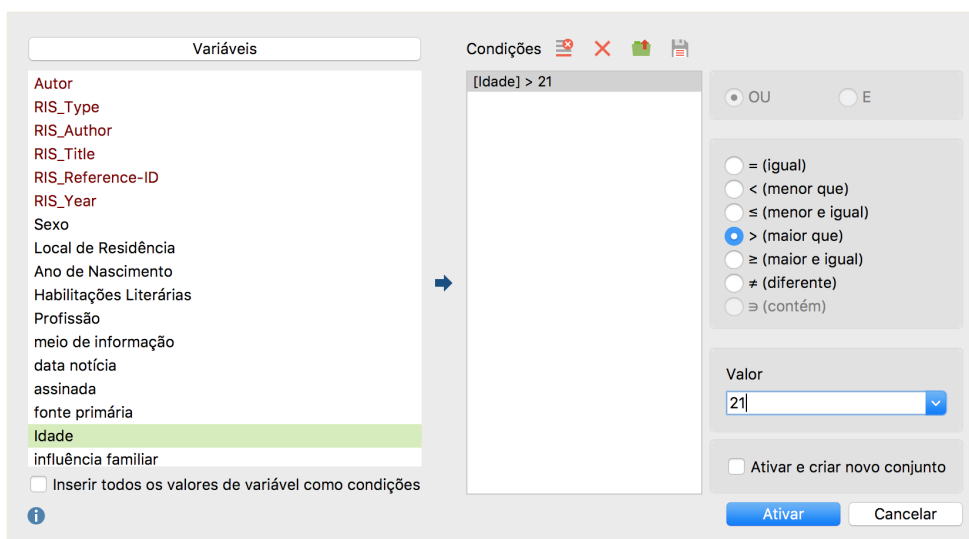 Variáveis
Autor
RIS_Type
RIS_Author
RIS_Title
RIS_Reference-ID
RIS_Year
Sexo
Local de Residência
Ano de Nascimento
Habilitações Literárias
Profissão
meio de informação
data notícia
assinada
fonte primária
Idade
influência familiar
Inserir todos os valores de variável como condições
Condições
[Idade] > 21
OU
E
= (igual)
< (menor que)
≤ (menor e igual)
> (maior que)
≥ (maior e igual)
≠ (diferente)
∋ (contém)
Valor
21
Ativar e criar novo conjunto
Ativar
Cancelar